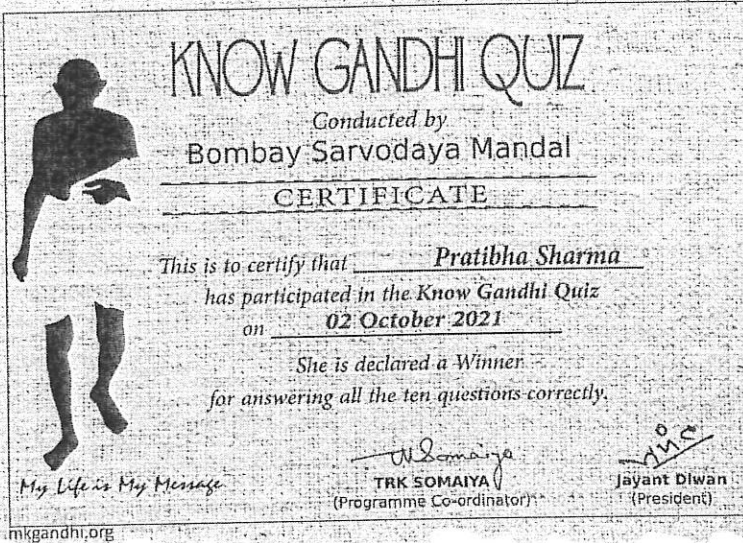 KNOW GANDHI QUIZ
Conducted by
Bombay Sarvodaya Mandal
CERTIFICATE
This is to certify that Pratibha Sharma
has participated in the Know Gandhi Quiz
on 02 October 2021
She is declared a Winner
for answering all the ten questions correctly.
My Life is My Message
TRK SOMAIYA
(Programme Co-ordinator)
Jayant Diwan
(President)
mkgandhi.org